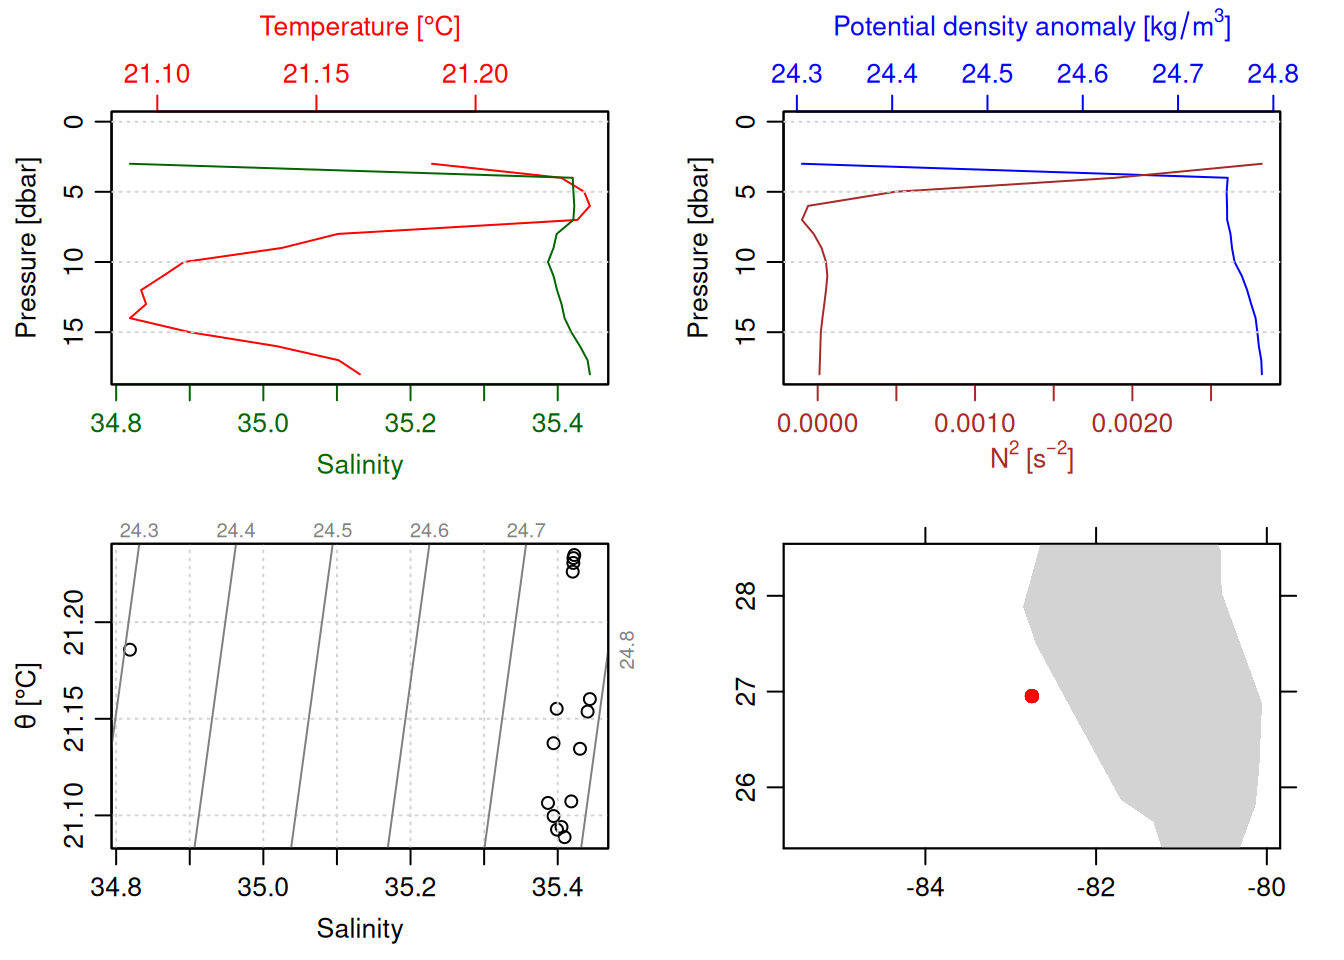 Temperature [°C]
21.10 21.15 21.20
Pressure [dbar]
0
5
10
15
34.8 35.0 35.2 35.4
Salinity
Potential density anomaly [kg/m³]
24.3 24.4 24.5 24.6 24.7 24.8
Pressure [dbar]
0
5
10
15
0.0000 0.0010 0.0020
N² [s⁻²]
24.3 24.4 24.5 24.6 24.7
24.8
θ [°C]
21.20
21.15
21.10
34.8 35.0 35.2 35.4
Salinity
28
27
26
-84 -82 -80